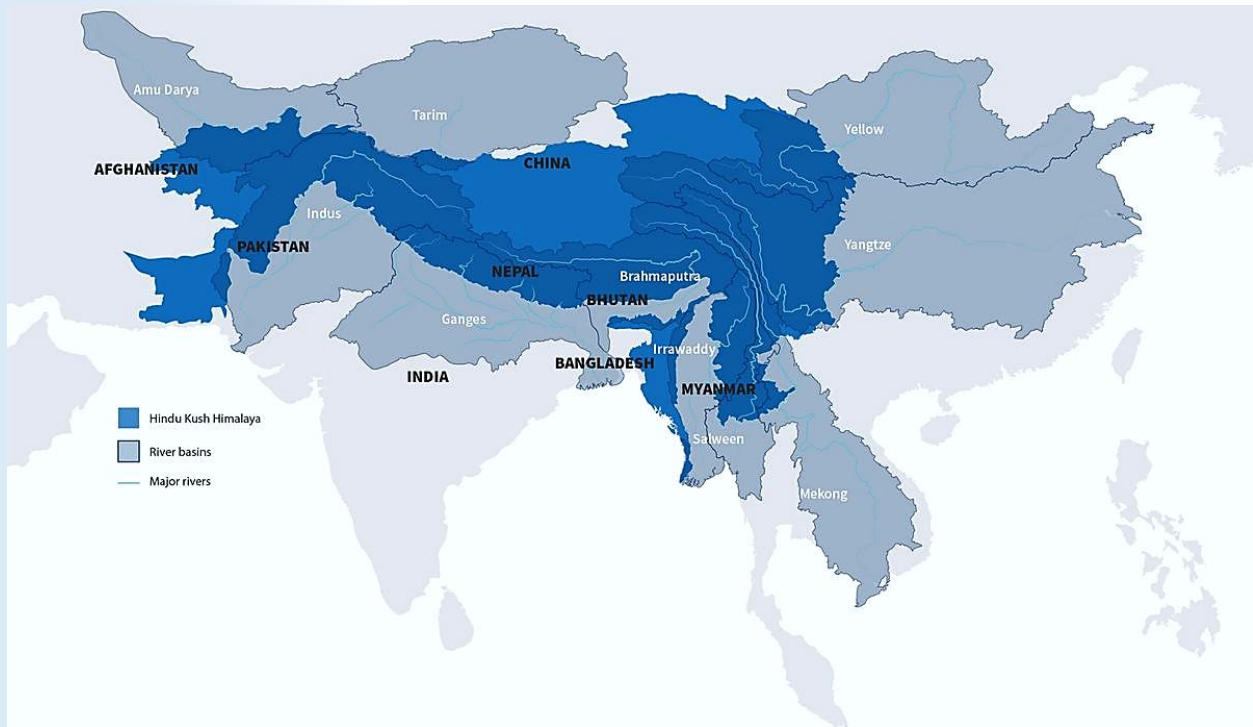 Amu Darya
Tarim
Yellow
AFGHANISTAN
CHINA
Indus
PAKISTAN
Yangtze
NEPAL
Brahmaputra
BHUTAN
Ganges
Irrawaddy
BANGLADESH
INDIA
MYANMAR
Hindu Kush Himalaya
Salween
River basins
Major rivers
Mekong